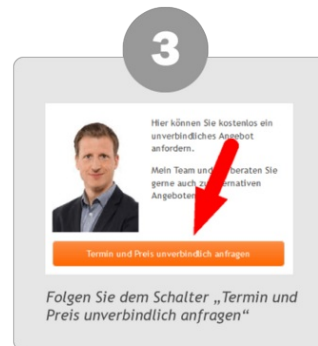 3
Hier können Sie kostenlos ein
unverbindliches Angebot
anfordern.
Mein Team und beraten Sie
gerne auch zu
Angeboten
Termin und Preis unverbindlich anfragen
Folgen Sie dem Schalter „Termin und
Preis unverbindlich anfragen“